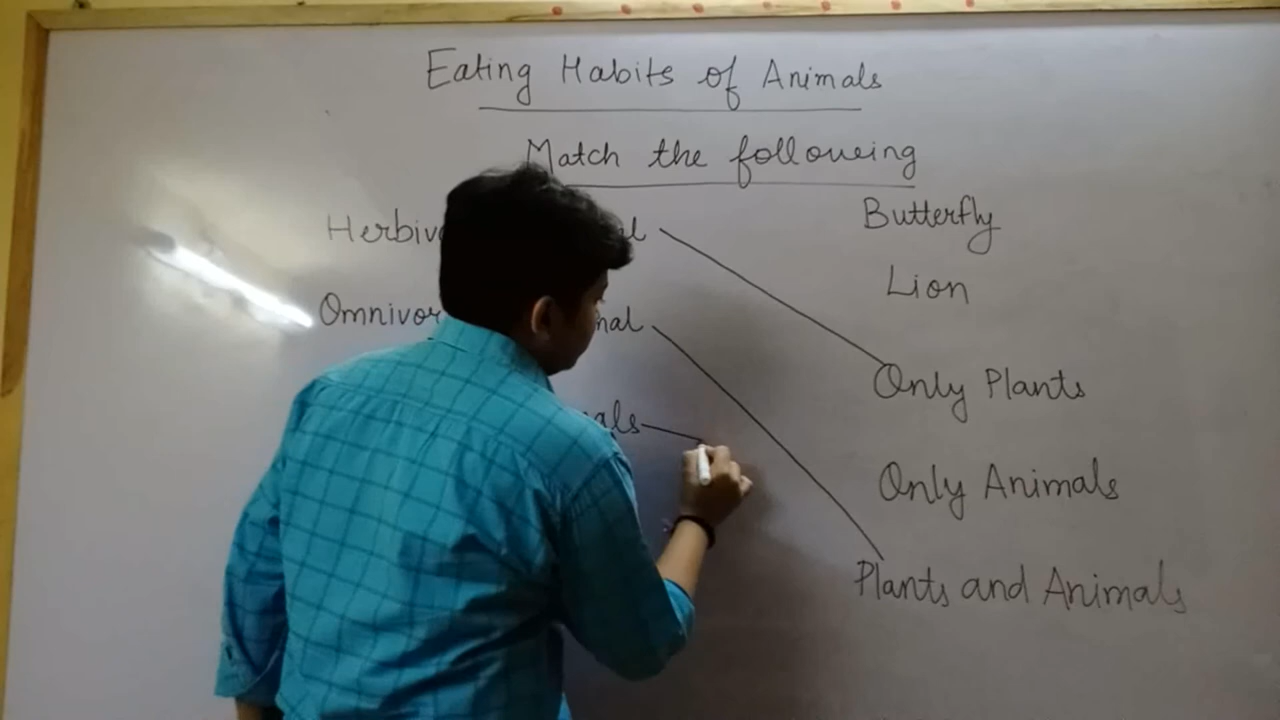 Eating Habits of Animals
Match the following
Butterfly
Lion
Only Plants
Only Animals
Plants and Animals